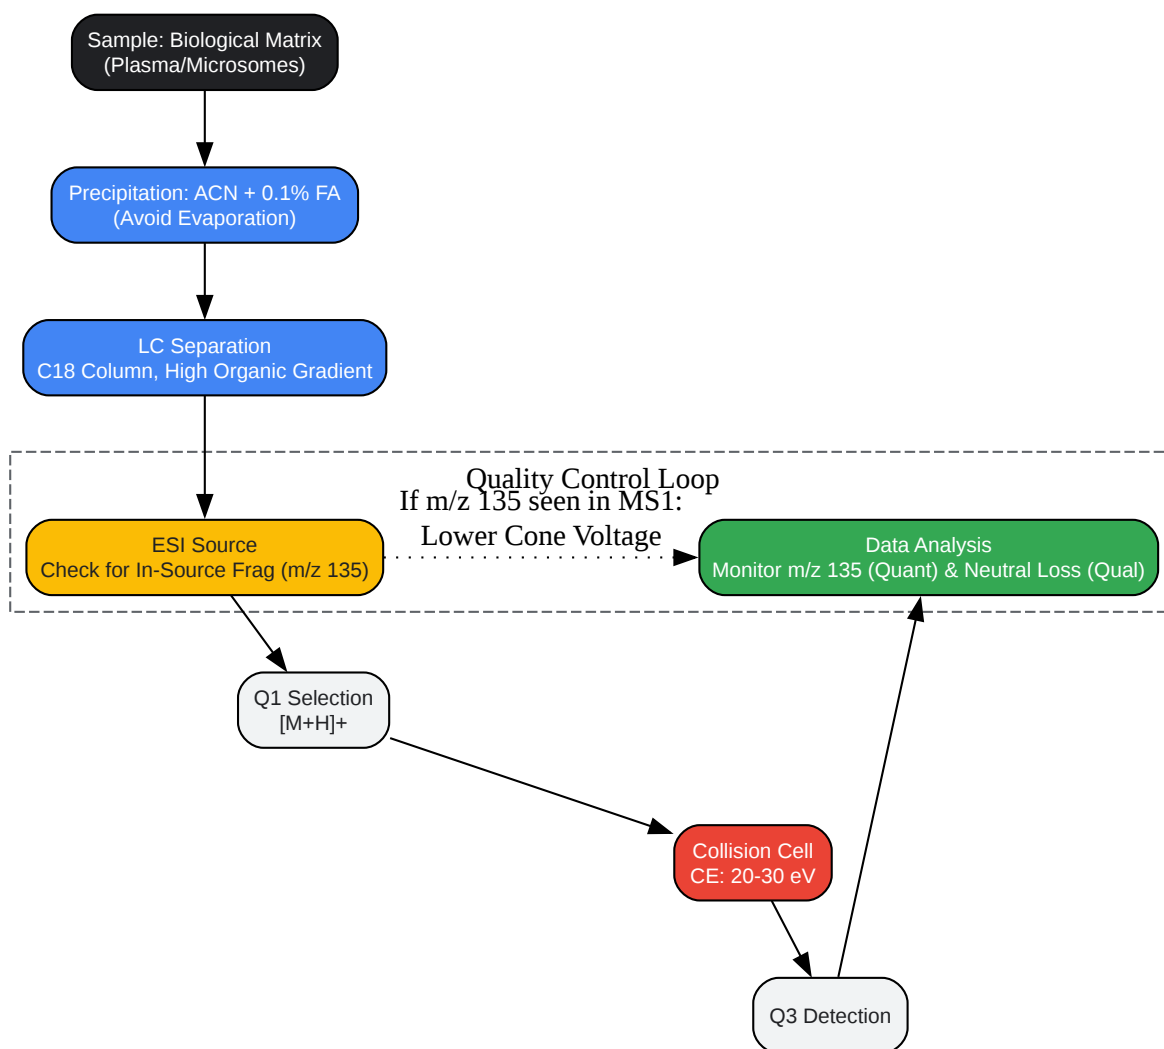 Sample: Biological Matrix
(Plasma/Microsomes)
Precipitation: ACN + 0.1% FA
(Avoid Evaporation)
LC Separation
C18 Column, High Organic Gradient
Quality Control Loop
If m/z 135 seen in MS1:
Lower Cone Voltage
ESI Source
Check for In-Source Frag (m/z 135)
Data Analysis
Monitor m/z 135 (Quant) & Neutral Loss (Qual)
Q1 Selection
[M+H]+
Collision Cell
CE: 20-30 eV
Q3 Detection